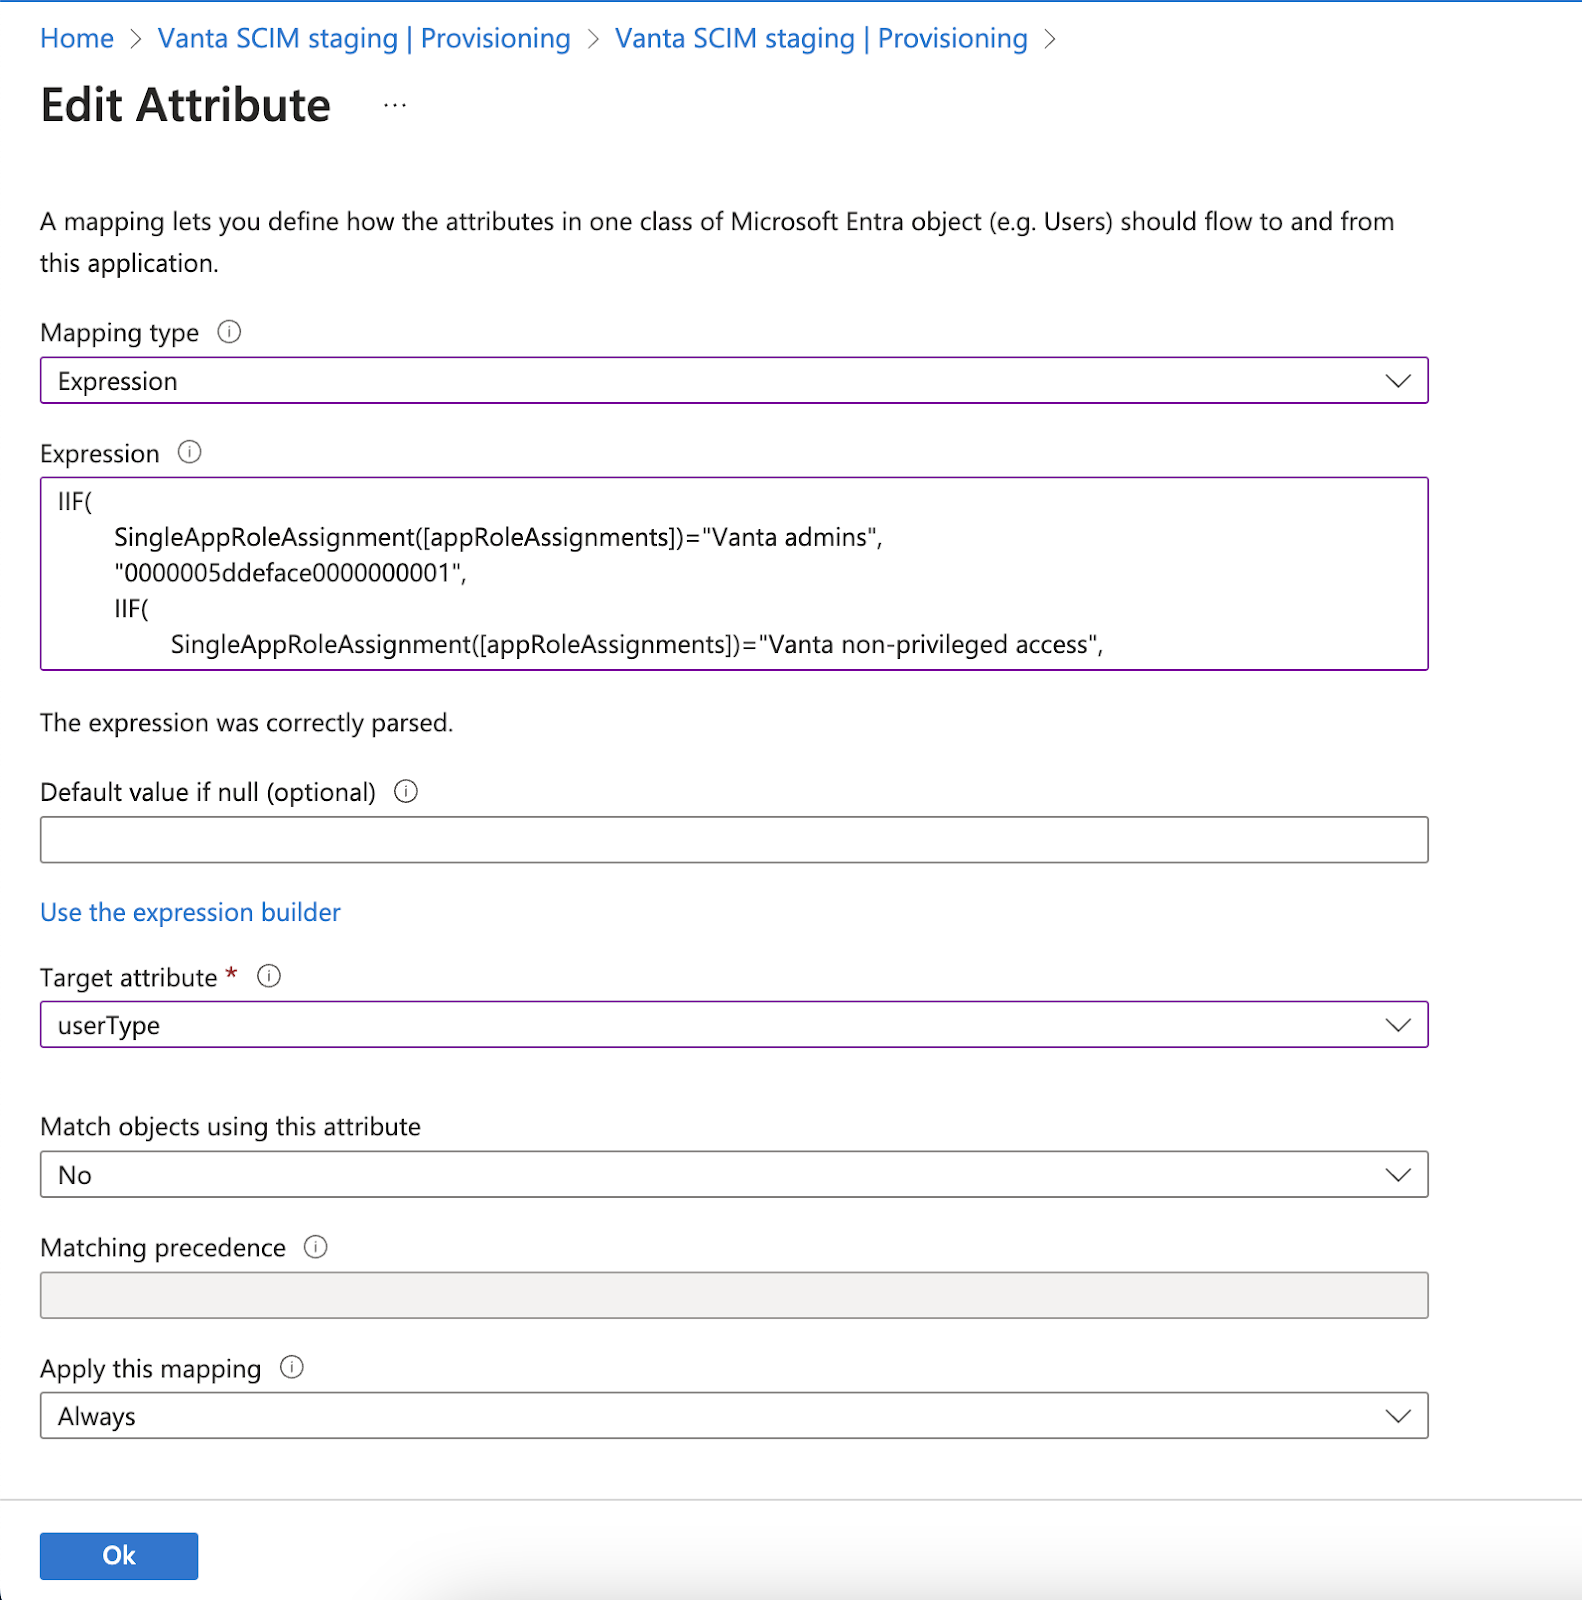 Home > Vanta SCIM staging | Provisioning > Vanta SCIM staging | Provisioning >
Edit Attribute ...
A mapping lets you define how the attributes in one class of Microsoft Entra object (e.g. Users) should flow to and from
this application.
Mapping type
Expression
Expression
IIF(
SingleAppRoleAssignment([appRoleAssignments])="Vanta admins",
"0000005ddeface0000000001",
IIF(
SingleAppRoleAssignment([appRoleAssignments])="Vanta non-privileged access",
The expression was correctly parsed.
Default value if null (optional)
Use the expression builder
Target attribute *
userType
Match objects using this attribute
No
Matching precedence
Apply this mapping
Always
Ok